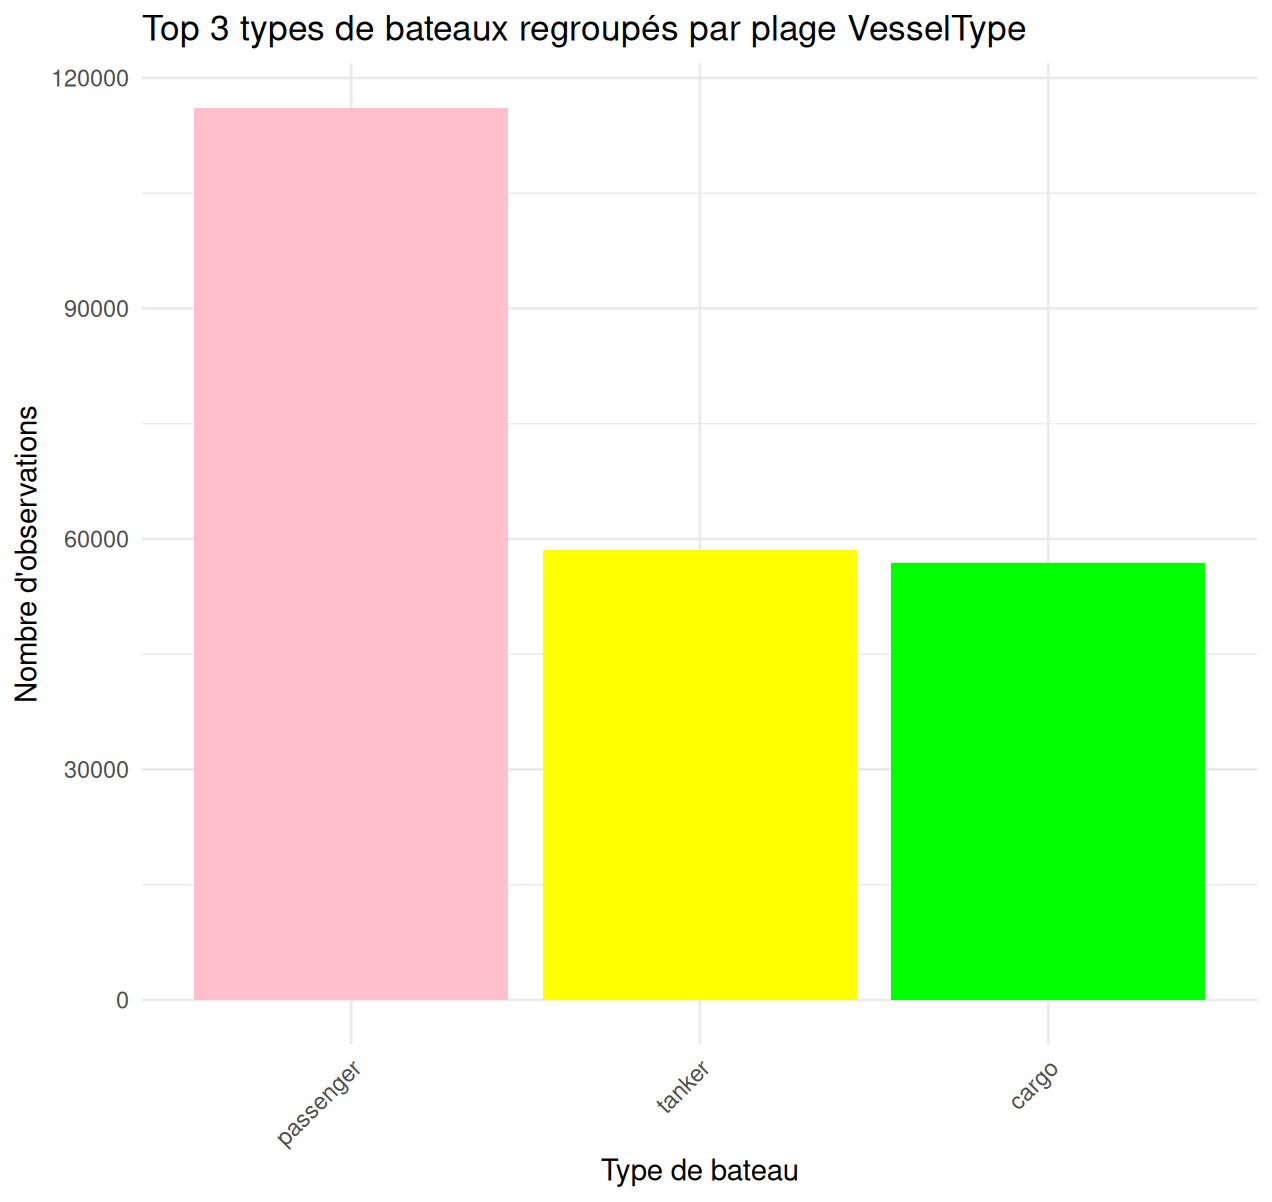 Top 3 types de bateaux regroupés par plage VesselType
120000
90000
60000
30000
0
Nombre d'observations
passenger
tanker
cargo
Type de bateau